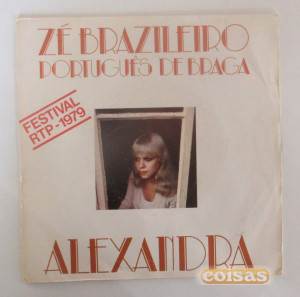 ZÉ BRAZILEIRO
PORTUGUÊS DE BRAGA
FESTIVAL
RTP-1979
ALEXANDRA
coisas